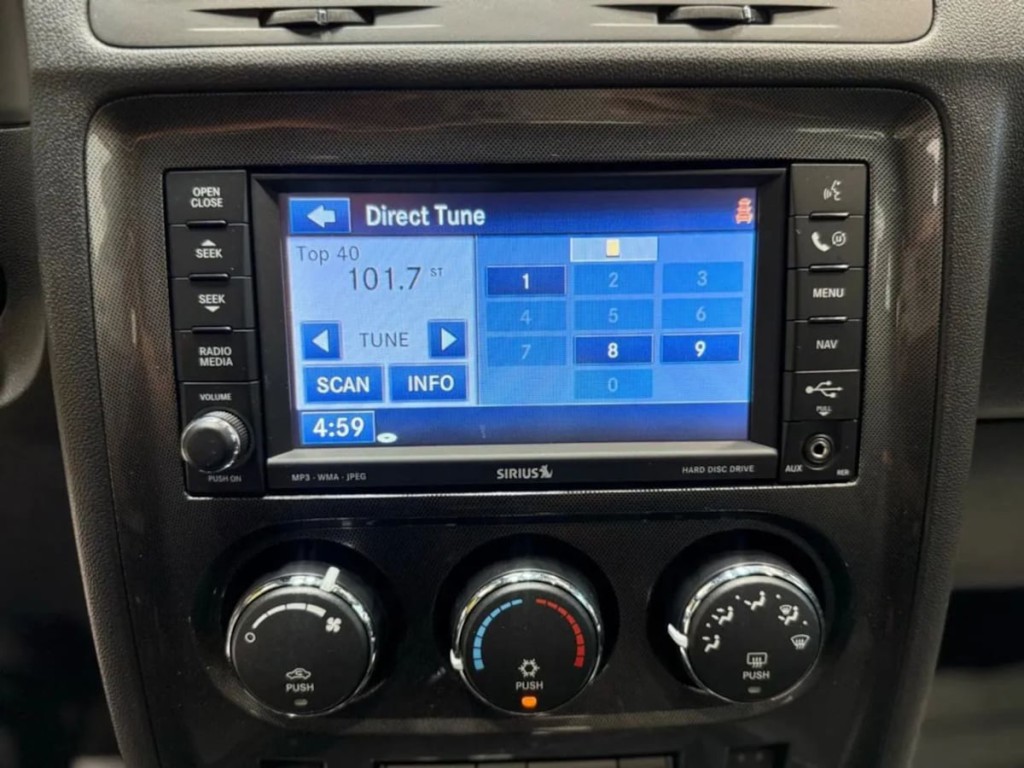 OPEN
CLOSE
SEEK
SEEK
RADIO
MEDIA
VOLUME
PUSH ON
Direct Tune
Top 40
101.7 ST
TUNE
SCAN INFO
4:59
1 2 3
4 5 6
7 8 9
0
MP3 - WMA - JPEG
SIRIUS
HARD DISC DRIVE
MENU
NAV
PULL
AUX
PUSH
PUSH
PUSH